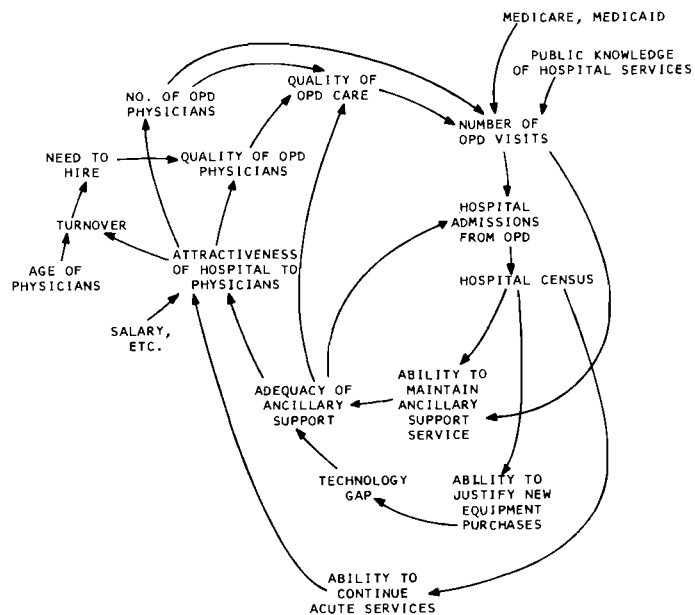 MEDICARE, MEDICAID
PUBLIC KNOWLEDGE
OF HOSPITAL SERVICES
QUALITY OF
OPD CARE
NO. OF OPD
PHYSICIANS
NUMBER OF
OPD VISITS
NEED TO
HIRE
QUALITY OF OPD
PHYSICIANS
HOSPITAL
ADMISSIONS
FROM OPD
TURNOVER
ATTRACTIVENESS
OF HOSPITAL TO
PHYSICIANS
AGE OF
PHYSICIANS
HOSPITAL CENSUS
SALARY,
ETC.
ADEQUACY OF
ANCILLARY
SUPPORT
ABILITY TO
MAINTAIN
ANCILLARY
SUPPORT
SERVICE
TECHNOLOGY
GAP
ABILITY TO
JUSTIFY NEW
EQUIPMENT
PURCHASES
ABILITY TO
CONTINUE
ACUTE SERVICES